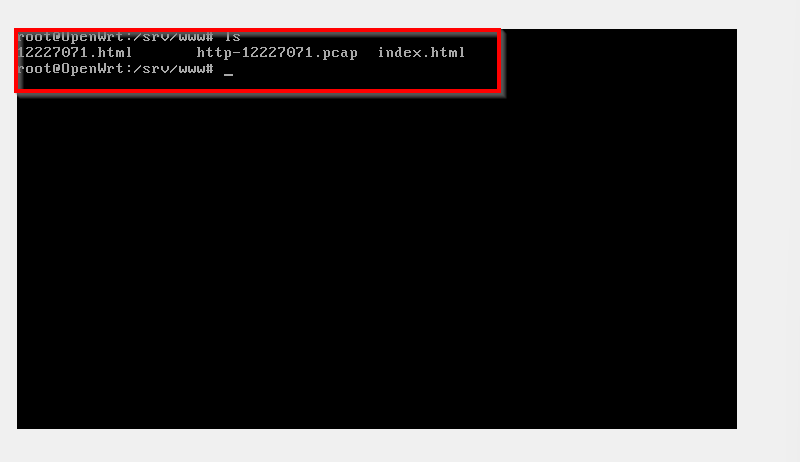 root@OpenWrt:/srv/www# ls
12227071.html http-12227071.pcap index.html
root@OpenWrt:/srv/www# _